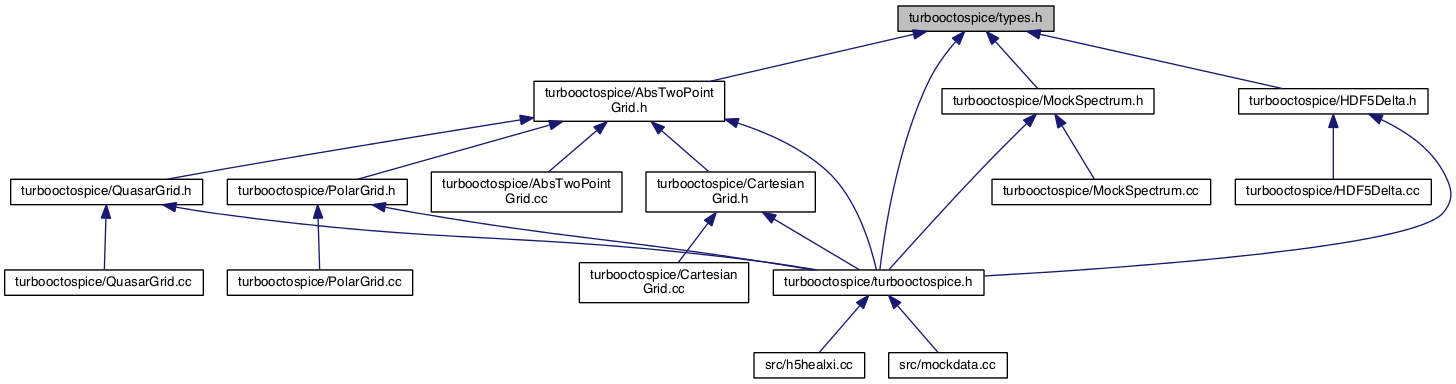 turbooctospice/types.h
turbooctospice/AbsTwoPoint
Grid.h
turbooctospice/MockSpectrum.h
turbooctospice/HDF5Delta.h
turbooctospice/QuasarGrid.h
turbooctospice/PolarGrid.h
turbooctospice/AbsTwoPoint
Grid.cc
turbooctospice/Cartesian
Grid.h
turbooctospice/MockSpectrum.cc
turbooctospice/HDF5Delta.cc
turbooctospice/QuasarGrid.cc
turbooctospice/PolarGrid.cc
turbooctospice/Cartesian
Grid.cc
turbooctospice/turbooctospice.h
src/h5healxi.cc
src/mockdata.cc